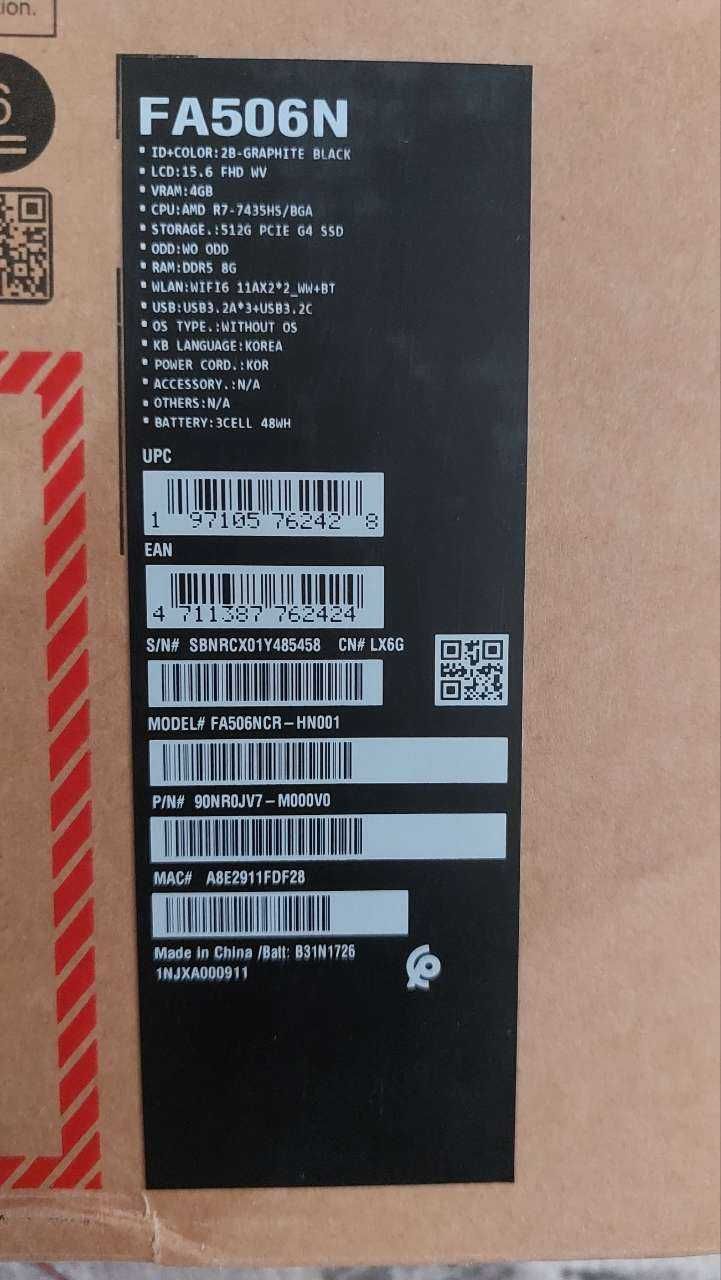 ion.
6
FA506N
▪ ID+COLOR:2B-GRAPHITE BLACK
▪ LCD:15.6 FHD WV
▪ VRAM:4GB
▪ CPU:AMD R7-7435HS/BGA
▪ STORAGE.:512G PCIE G4 SSD
▪ ODD:WO ODD
▪ RAM:DDR5 8G
▪ WLAN:WIFI6 11AX2*2_WW+BT
▪ USB:USB3.2A*3+USB3.2C
▪ OS TYPE.:WITHOUT OS
▪ KB LANGUAGE:KOREA
▪ POWER CORD.:KOR
▪ ACCESSORY.:N/A
▪ OTHERS:N/A
▪ BATTERY:3CELL 48WH
UPC
1 97105 76242 8
EAN
4 711387 762424
S/N# SBNRCX01Y485458 CN# LX6G
MODEL# FA506NCR-HN001
P/N# 90NR0JV7-M000V0
MAC# A8E2911FDF28
Made in China /Batt: B31N1726
1NJXA000911